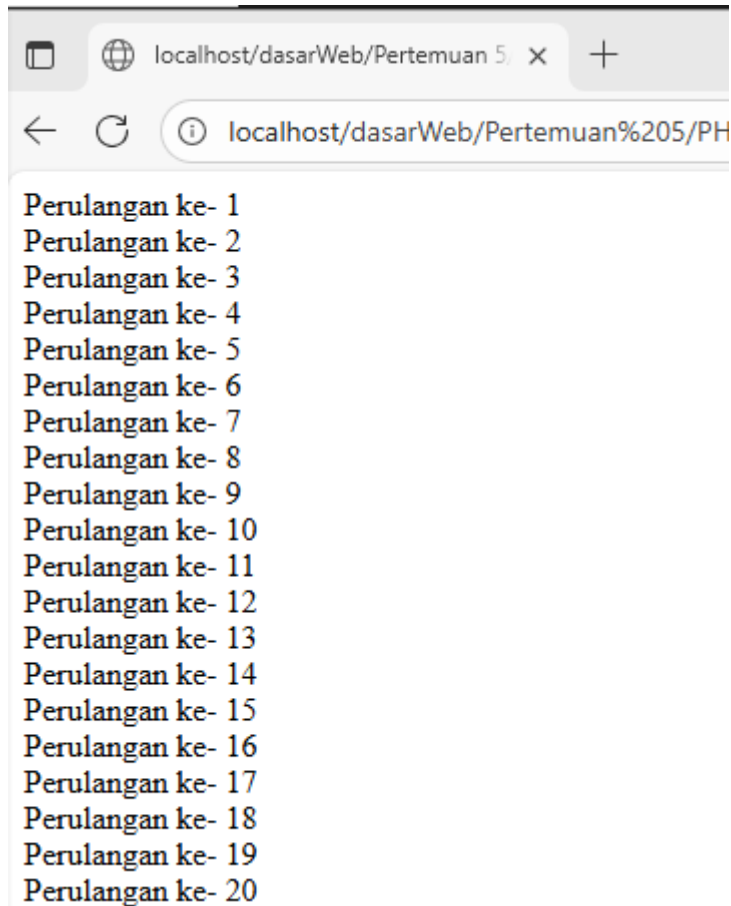 localhost/dasarWeb/Pertemuan 5/
localhost/dasarWeb/Pertemuan%205/PH
Perulangan ke- 1
Perulangan ke- 2
Perulangan ke- 3
Perulangan ke- 4
Perulangan ke- 5
Perulangan ke- 6
Perulangan ke- 7
Perulangan ke- 8
Perulangan ke- 9
Perulangan ke- 10
Perulangan ke- 11
Perulangan ke- 12
Perulangan ke- 13
Perulangan ke- 14
Perulangan ke- 15
Perulangan ke- 16
Perulangan ke- 17
Perulangan ke- 18
Perulangan ke- 19
Perulangan ke- 20